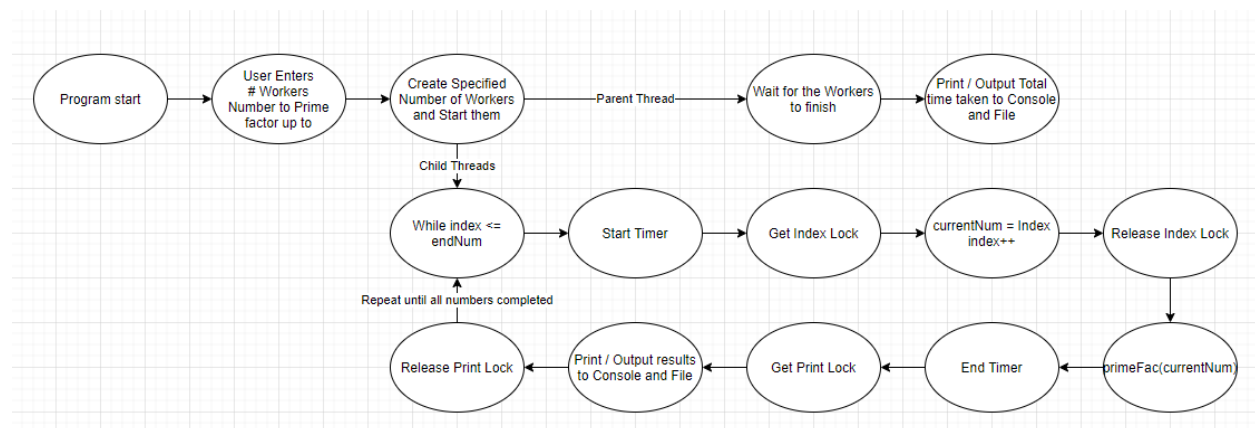 Program start
User Enters
# Workers
Number to Prime
factor up to
Create Specified
Number of Workers
and Start them
Parent Thread
Wait for the Workers
to finish
Print / Output Total
time taken to Console
and File
Child Threads
While index <=
endNum
Start Timer
Get Index Lock
currentNum = Index
index++
Release Index Lock
Repeat until all numbers completed
Release Print Lock
Print / Output results
to Console and File
Get Print Lock
End Timer
primeFac(currentNum)